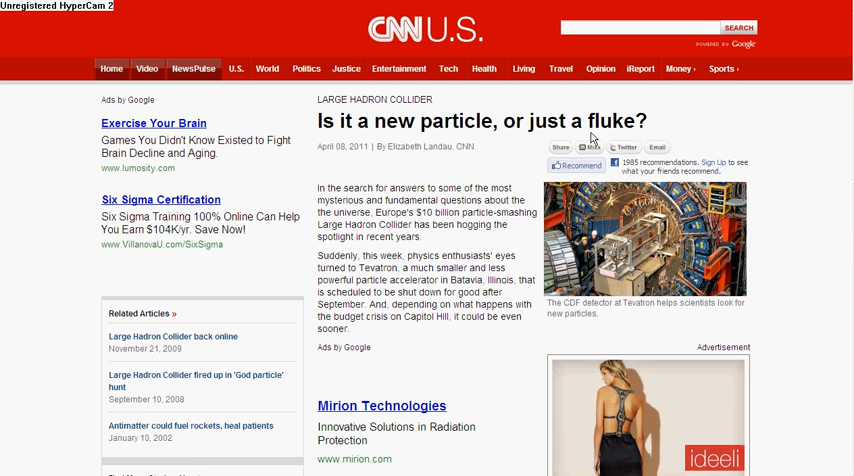 Unregistered HyperCam 2
CNN U.S.
SEARCH
POWERED BY Google
Home Video NewsPulse U.S. World Politics Justice Entertainment Tech Health Living Travel Opinion iReport Money › Sports ›
Ads by Google
Exercise Your Brain
Games You Didn't Know Existed to Fight
Brain Decline and Aging.
www.lumosity.com
Six Sigma Certification
Six Sigma Training 100% Online Can Help
You Earn $104K/yr. Save Now!
www.VillanovaU.com/SixSigma
Related Articles »
Large Hadron Collider back online
November 21, 2009
Large Hadron Collider fired up in 'God particle'
hunt
September 10, 2008
Antimatter could fuel rockets, heal patients
January 10, 2002
LARGE HADRON COLLIDER
Is it a new particle, or just a fluke?
April 08, 2011 | By Elizabeth Landau, CNN
Share Mixx Twitter Email
Recommend
1985 recommendations. Sign Up to see
what your friends recommend.
In the search for answers to some of the most
mysterious and fundamental questions about the
the universe, Europe's $10 billion particle-smashing
Large Hadron Collider has been hogging the
spotlight in recent years.
Suddenly, this week, physics enthusiasts' eyes
turned to Tevatron, a much smaller and less
powerful particle accelerator in Batavia, Illinois, that
is scheduled to be shut down for good after
September. And, depending on what happens with
the budget crisis on Capitol Hill, it could be even
sooner.
The CDF detector at Tevatron helps scientists look for
new particles.
Ads by Google
Mirion Technologies
Innovative Solutions in Radiation
Protection
www.mirion.com
Advertisement
ideeli